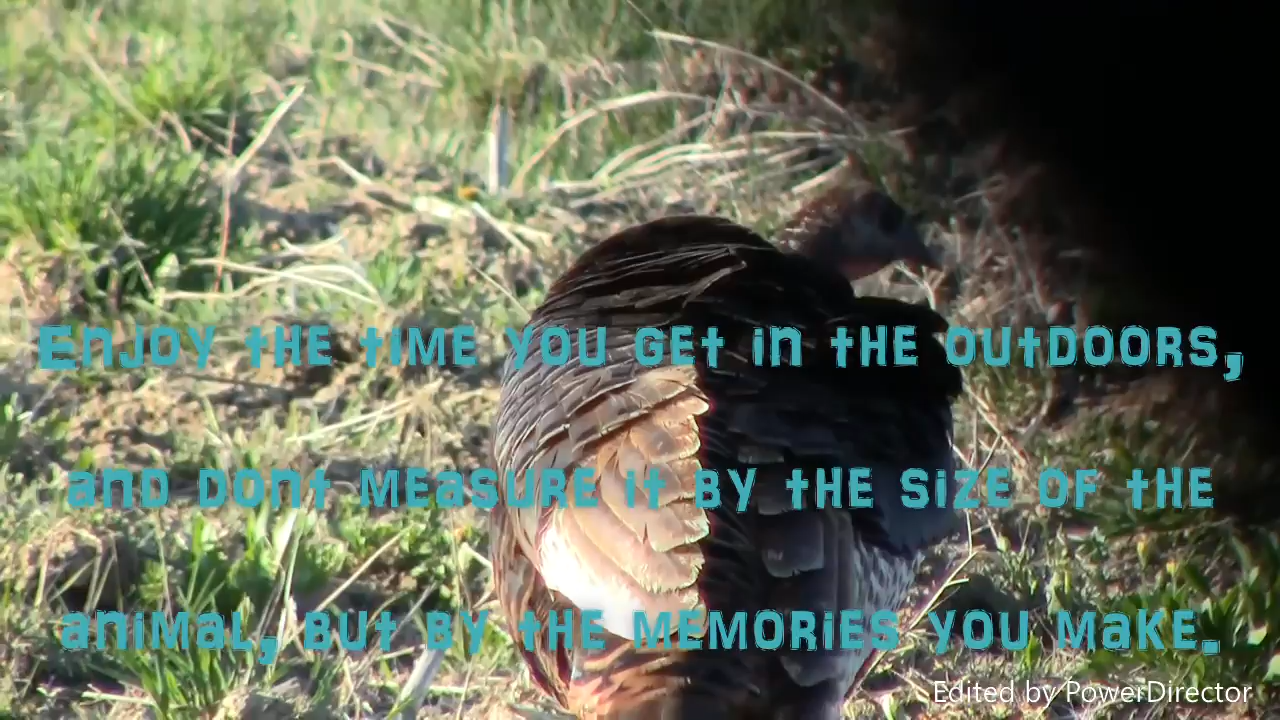 Enjoy the time you get in the outdoors,
and dont measure it by the size of the
animal, but by the memories you make.
Edited by PowerDirector